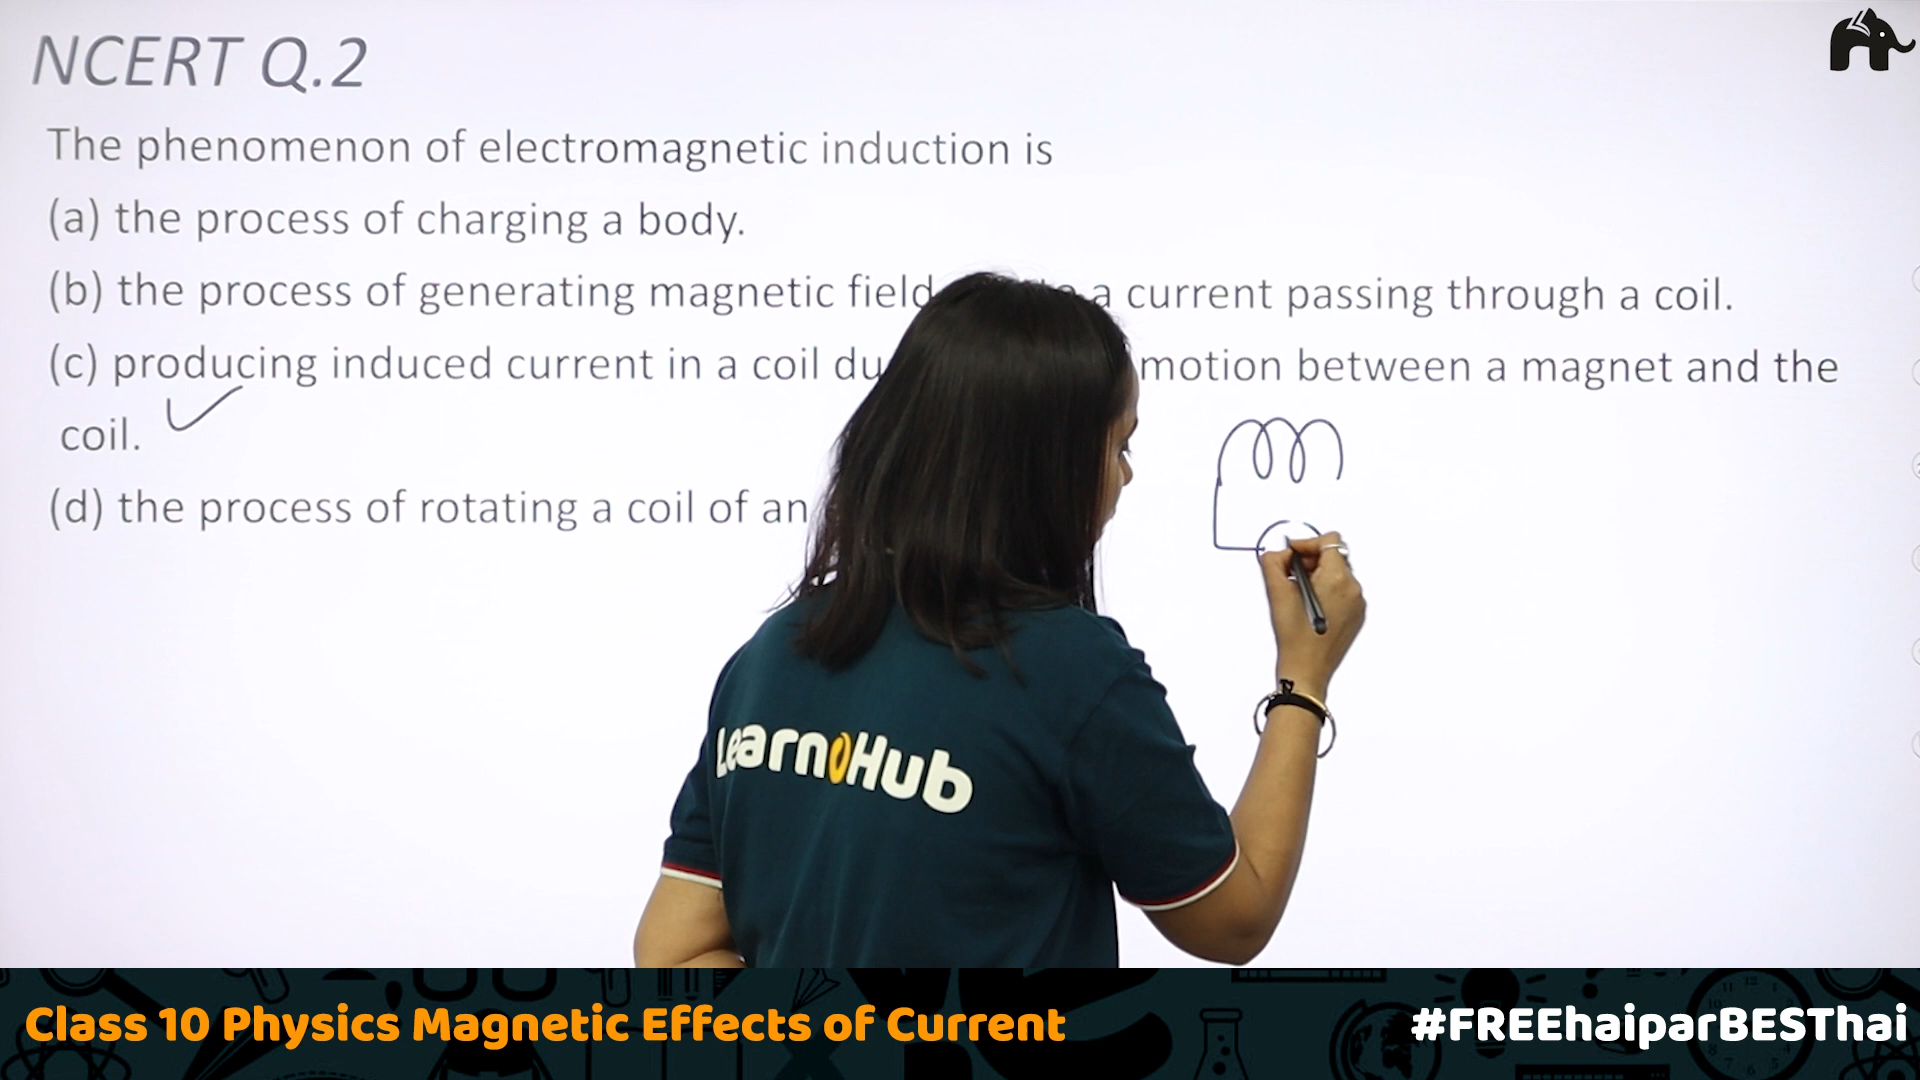 NCERT Q.2
The phenomenon of electromagnetic induction is
(a) the process of charging a body.
(b) the process of generating magnetic field a current passing through a coil.
(c) producing induced current in a coil motion between a magnet and the
coil.
(d) the process of rotating a coil of an
LearnoHub
Class 10 Physics Magnetic Effects of Current
#FREEhaiparBESThai